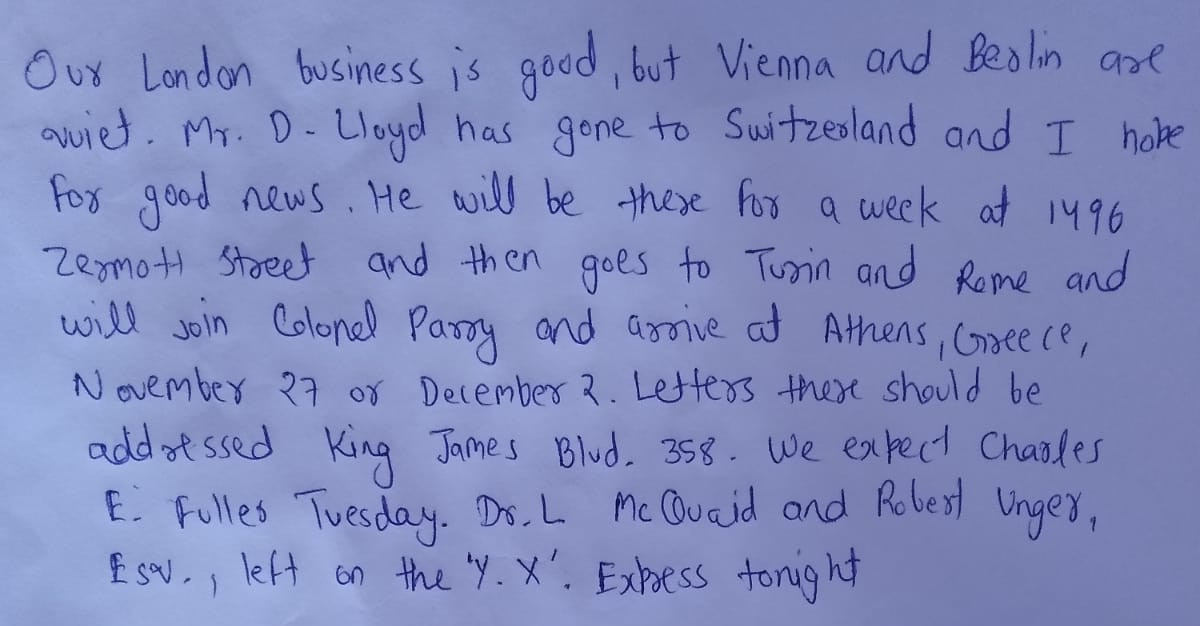 Our London business is good, but Vienna and Berlin are
quiet. Mr. D. Lloyd has gone to Switzerland and I hope
for good news. He will be there for a week at 1496
Zermott Street and then goes to Turin and Rome and
will join Colonel Parry and arrive at Athens, Greece,
November 27 or December 2. Letters there should be
addressed King James Blvd. 358. We expect Charles
E. Fuller Tuesday. Dr. L McQuaid and Robert Unger,
Esq., left on the 'Y. X'. Express tonight